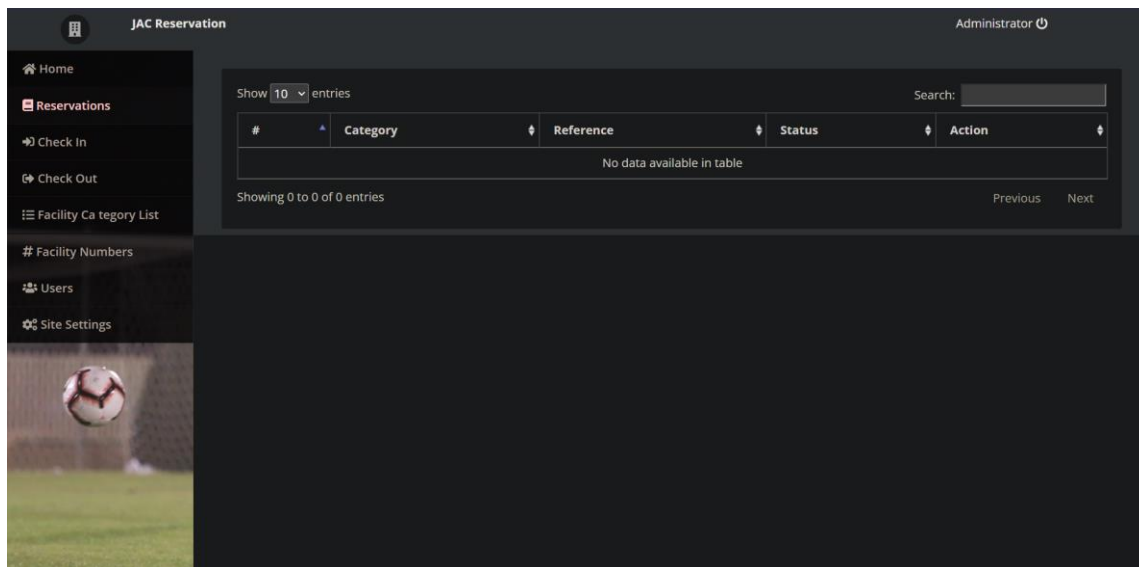 JAC Reservation
Administrator
Home
Reservations
Check In
Check Out
Facility Ca tegory List
# Facility Numbers
Users
Site Settings
Show 10 entries
Search:
# Category Reference Status Action
No data available in table
Showing 0 to 0 of 0 entries
Previous Next